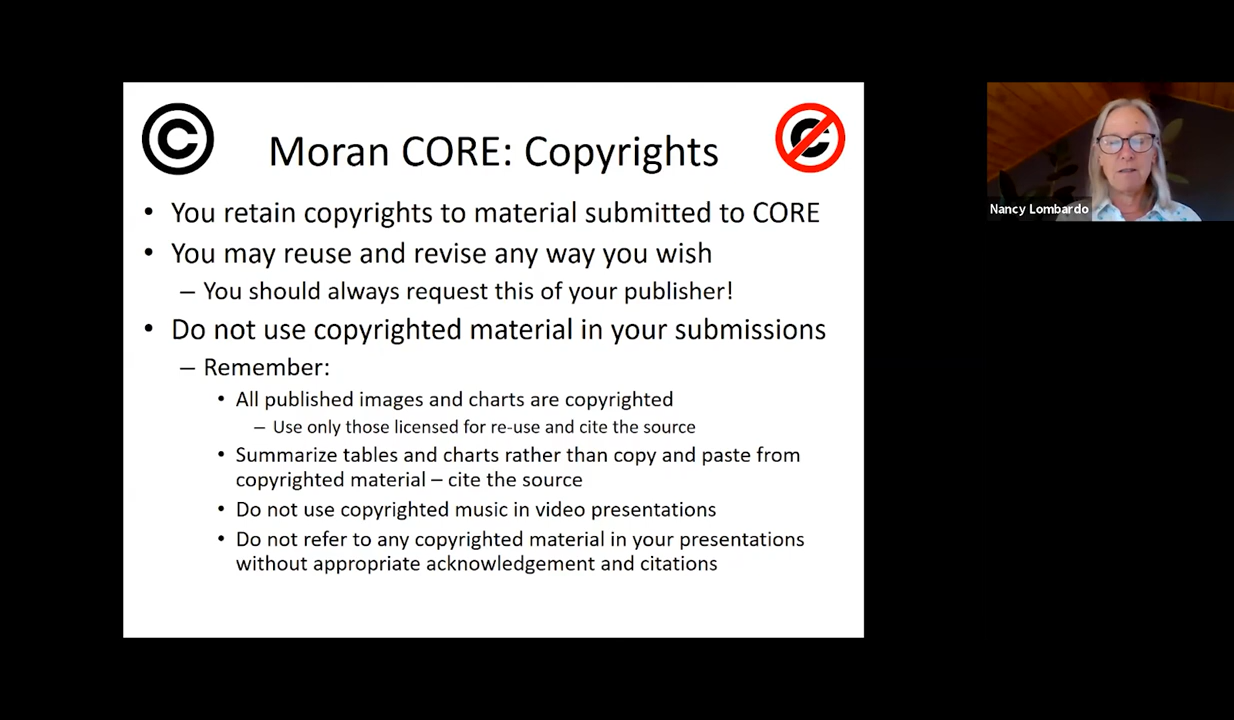 Moran CORE: Copyrights
• You retain copyrights to material submitted to CORE
• You may reuse and revise any way you wish
– You should always request this of your publisher!
• Do not use copyrighted material in your submissions
– Remember:
• All published images and charts are copyrighted
– Use only those licensed for re-use and cite the source
• Summarize tables and charts rather than copy and paste from
copyrighted material – cite the source
• Do not use copyrighted music in video presentations
• Do not refer to any copyrighted material in your presentations
without appropriate acknowledgement and citations
Nancy Lombardo